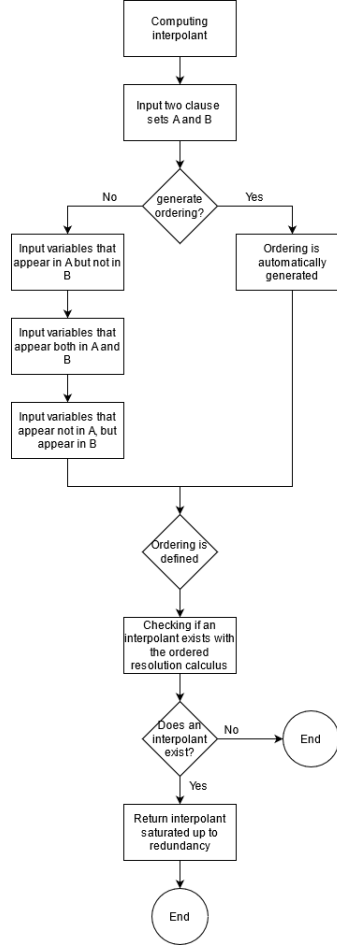 Computing
interpolant
Input two clause
sets A and B
generate
ordering?
No
Yes
Input variables that
appear in A but not in
B
Ordering is
automatically
generated
Input variables that
appear both in A and
B
Input variables that
appear not in A, but
appear in B
Ordering is
defined
Checking if an
interpolant exists with
the ordered
resolution calculus
Does an
interpolant
exist?
No
End
Yes
Return interpolant
saturated up to
redundancy
End